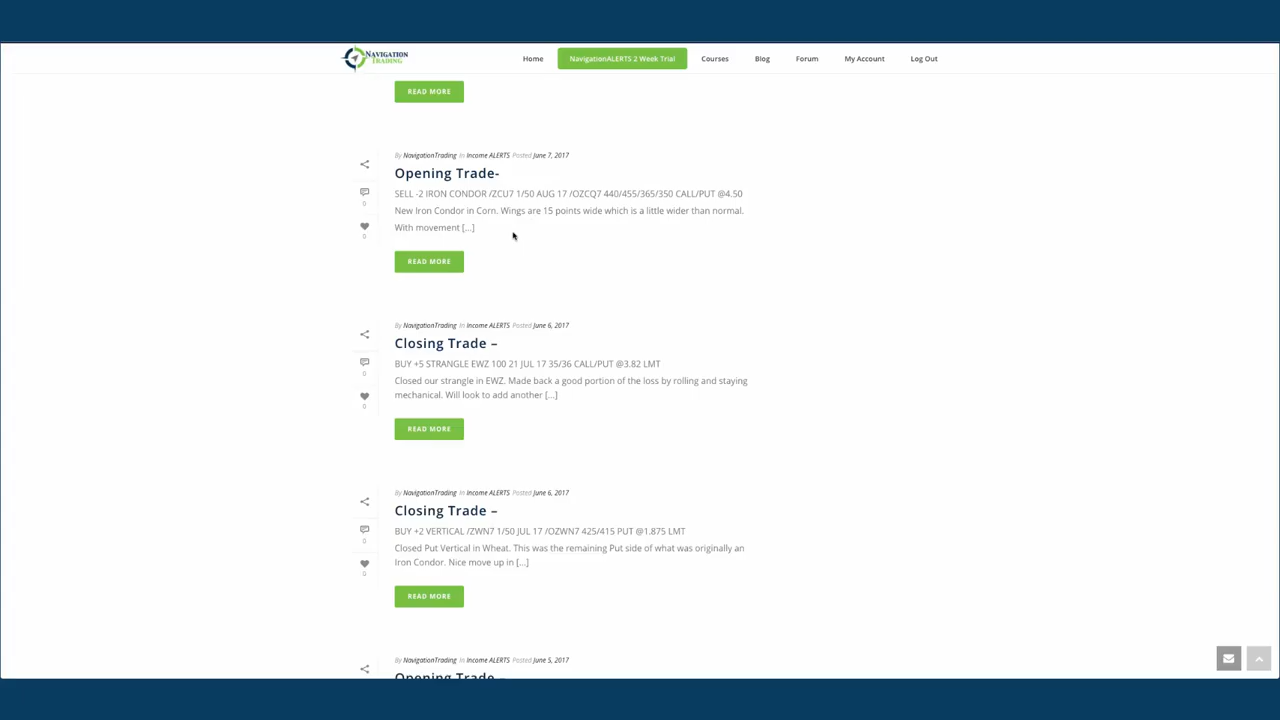 NAVIGATION
TRADING
Home
NavigationALERTS 2 Week Trial
Courses
Blog
Forum
My Account
Log Out
READ MORE
By NavigationTrading In Income ALERTS Posted June 7, 2017
Opening Trade-
SELL -2 IRON CONDOR /ZCU7 1/50 AUG 17 /OZCQ7 440/455/365/350 CALL/PUT @4.50
New Iron Condor in Corn. Wings are 15 points wide which is a little wider than normal.
With movement [...]
0
0
READ MORE
By NavigationTrading In Income ALERTS Posted June 6, 2017
Closing Trade –
BUY +5 STRANGLE EWZ 100 21 JUL 17 35/36 CALL/PUT @3.82 LMT
Closed our strangle in EWZ. Made back a good portion of the loss by rolling and staying
mechanical. Will look to add another [...]
0
0
READ MORE
By NavigationTrading In Income ALERTS Posted June 6, 2017
Closing Trade –
BUY +2 VERTICAL /ZWN7 1/50 JUL 17 /OZWN7 425/415 PUT @1.875 LMT
Closed Put Vertical in Wheat. This was the remaining Put side of what was originally an
Iron Condor. Nice move up in [...]
0
0
READ MORE
By NavigationTrading In Income ALERTS Posted June 5, 2017
Opening Trade –